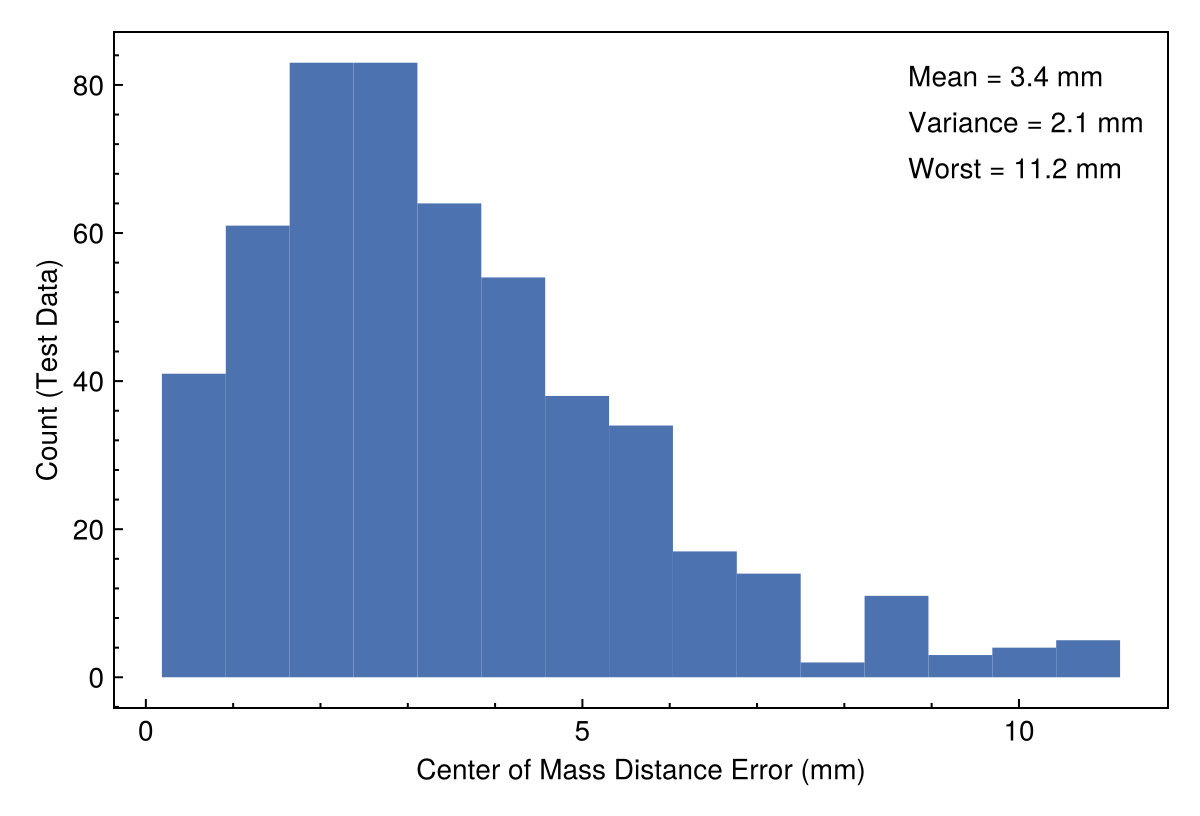 Mean = 3.4 mm
Variance = 2.1 mm
Worst = 11.2 mm
80
60
40
20
0
Count (Test Data)
0 5 10
Center of Mass Distance Error (mm)